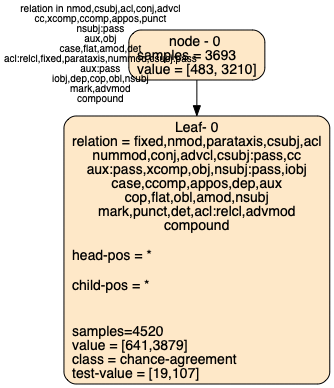 relation in nmod,csubj,acl,conj,advcl
cc,xcomp,ccomp,appos,punct
nsubj:pass
aux,obj
case,flat,amod,det
acl:relcl,fixed,parataxis,nummod,csubj:pass
aux:pass
iobj,dep,cop,obl,nsubj
mark,advmod
compound
node - 0
samples = 3693
value = [483, 3210]
Leaf- 0
relation = fixed,nmod,parataxis,csubj,acl
nummod,conj,advcl,csubj:pass,cc
aux:pass,xcomp,obj,nsubj:pass,iobj
case,ccomp,appos,dep,aux
cop,flat,obl,amod,nsubj
mark,punct,det,acl:relcl,advmod
compound
head-pos = *
child-pos = *
samples=4520
value = [641,3879]
class = chance-agreement
test-value = [19,107]